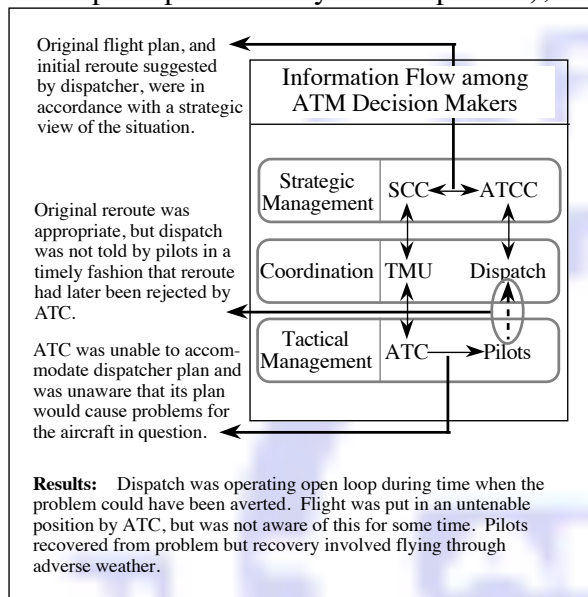 Original flight plan, and
initial reroute suggested
by dispatcher, were in
accordance with a strategic
view of the situation.
Information Flow among
ATM Decision Makers
Strategic
Management
SCC ATCC
Original reroute was
appropriate, but dispatch
was not told by pilots in a
timely fashion that reroute
had later been rejected by
ATC.
Coordination TMU Dispatch
ATC was unable to accom-
modate dispatcher plan and
was unaware that its plan
would cause problems for
the aircraft in question.
Tactical
Management
ATC Pilots
Results: Dispatch was operating open loop during time when the
problem could have been averted. Flight was put in an untenable
position by ATC, but was not aware of this for some time. Pilots
recovered from problem but recovery involved flying through
adverse weather.